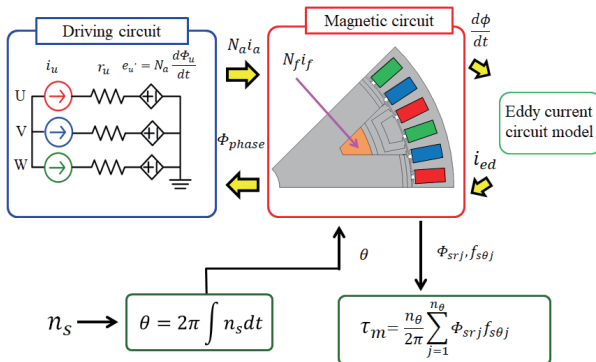 Driving circuit
i_u r_u e_u' = N_a dΦ_u/dt
U
V
W
N_a i_a
Φ_phase
Magnetic circuit
N_f i_f
dϕ/dt
Eddy current
circuit model
i_ed
θ
Φ_srj, f_sθj
n_s
θ = 2π ∫ n_s dt
τ_m = n_θ/2π ∑_{j=1}^{n_θ} Φ_srj f_sθj